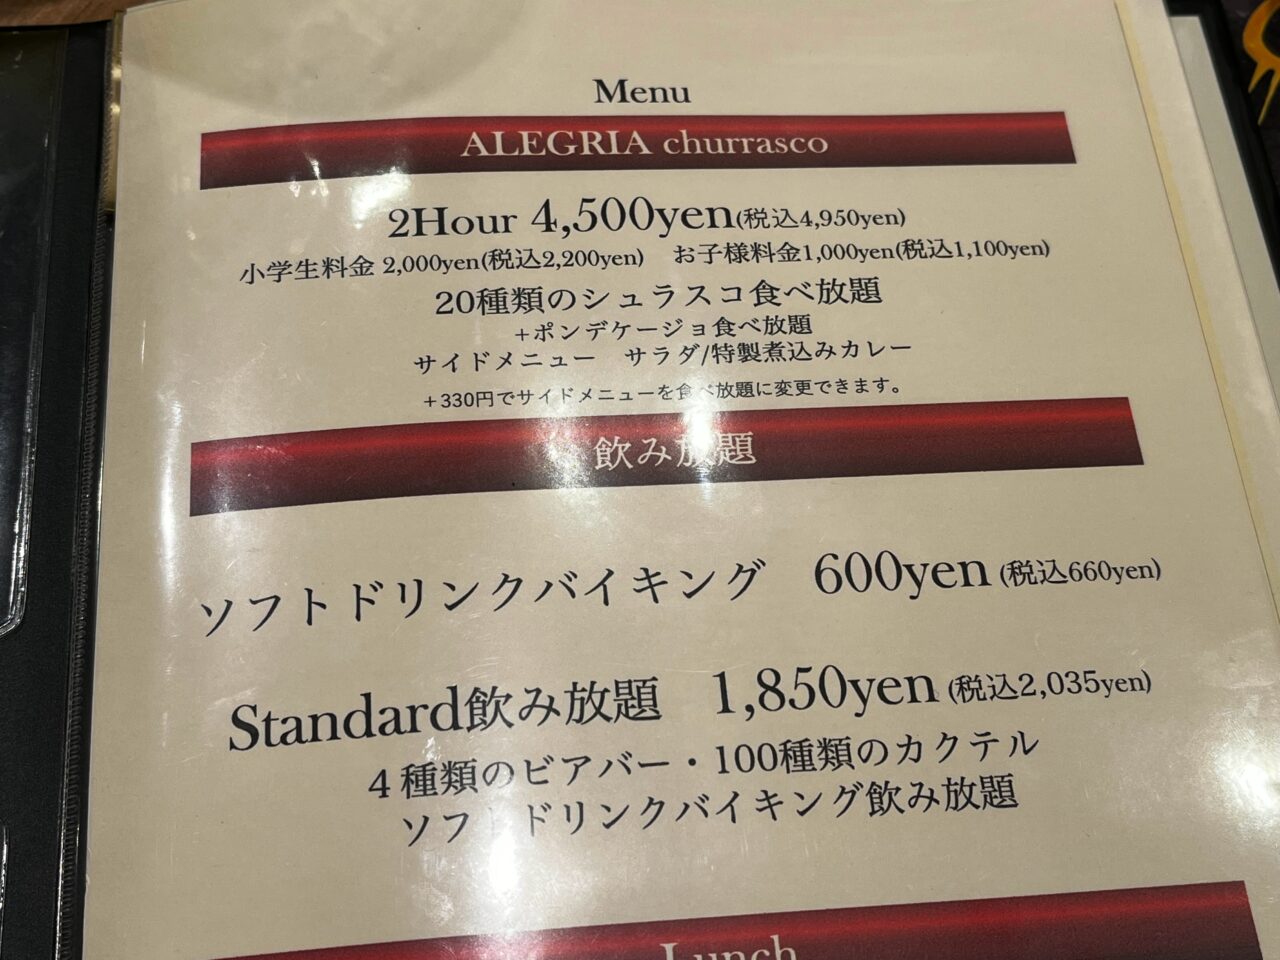 Menu
ALEGRIA churrasco
2Hour 4,500yen(税込4,950yen)
小学生料金 2,000yen(税込2,200yen) お子様料金1,000yen(税込1,100yen)
20種類のシュラスコ食べ放題
+ポンデケージョ食べ放題
サイドメニュー サラダ/特製煮込みカレー
+330円でサイドメニューを食べ放題に変更できます。
飲み放題
ソフトドリンクバイキング 600yen (税込660yen)
Standard飲み放題 1,850yen (税込2,035yen)
4種類のビアバー・100種類のカクテル
ソフトドリンクバイキング飲み放題
Lunch